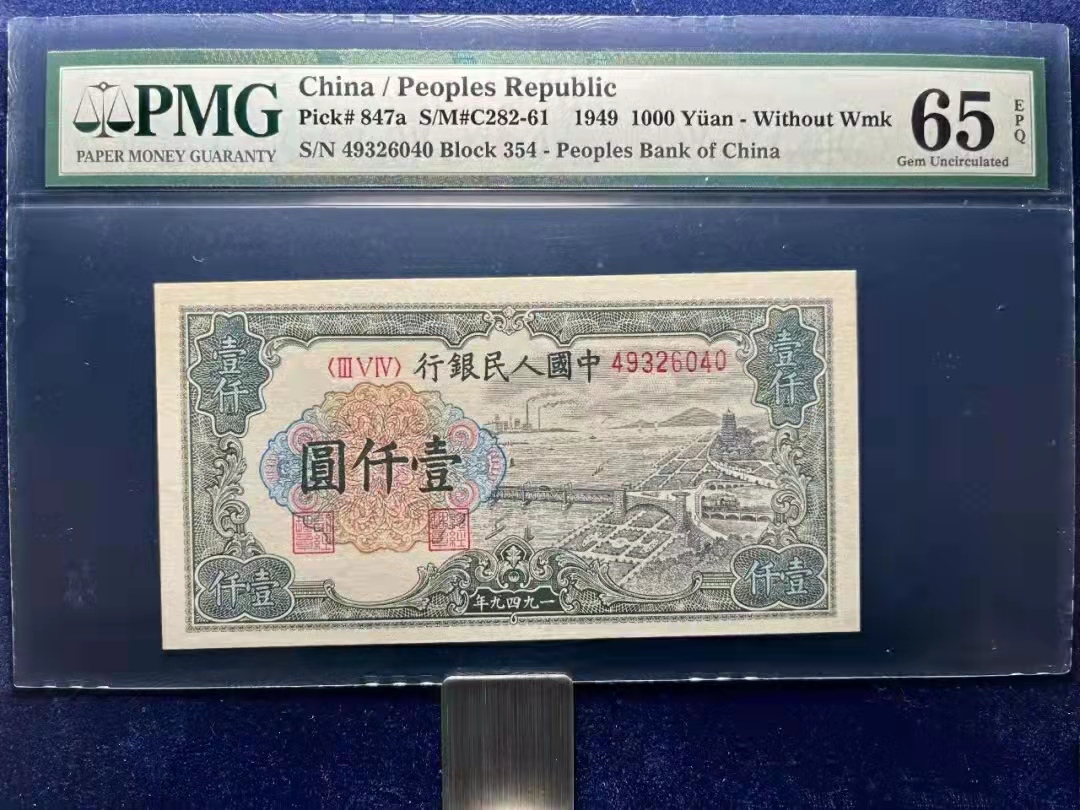 PMG
PAPER MONEY GUARANTY
China / Peoples Republic
Pick# 847a S/M#C282-61 1949 1000 Yüan - Without Wmk
S/N 49326040 Block 354 - Peoples Bank of China
65
EPQ
Gem Uncirculated
壹仟
壹仟
〈III V IV〉 行銀民人國中 49326040
圓仟壹
仟壹
年九四九一
仟壹